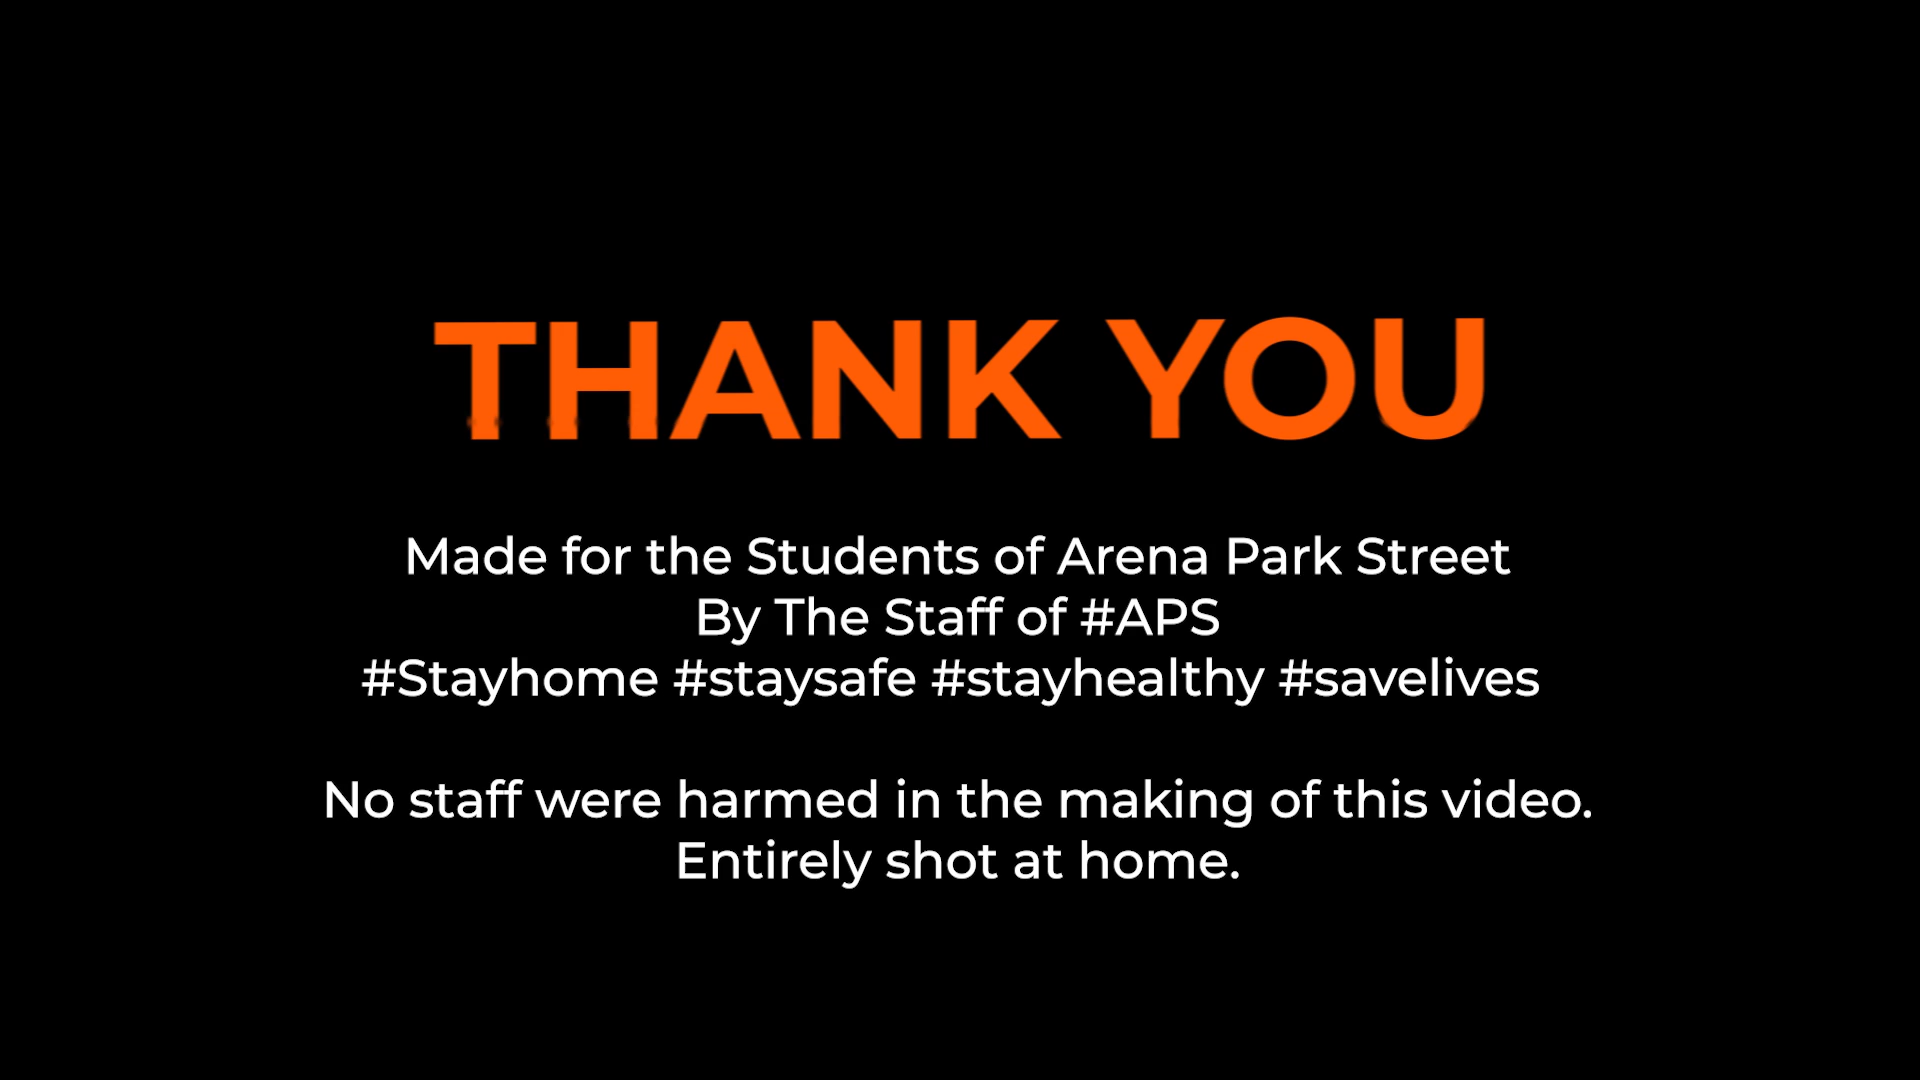 THANK YOU
Made for the Students of Arena Park Street
By The Staff of #APS
#Stayhome #staysafe #stayhealthy #savelives
No staff were harmed in the making of this video.
Entirely shot at home.